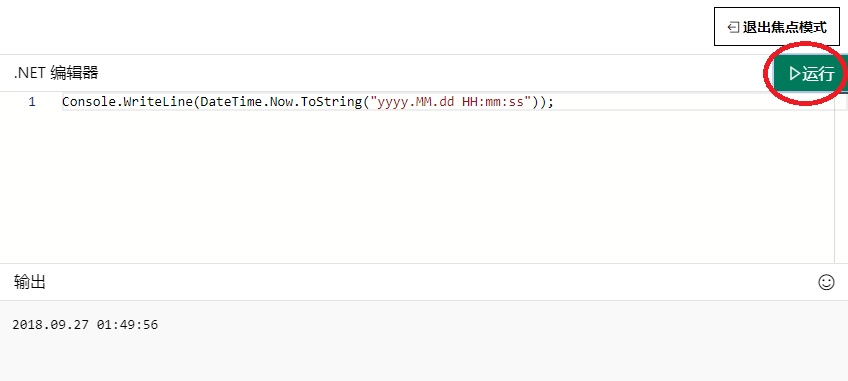 退出焦点模式
.NET 编辑器
运行
1 Console.WriteLine(DateTime.Now.ToString("yyyy.MM.dd HH:mm:ss"));
输出
2018.09.27 01:49:56